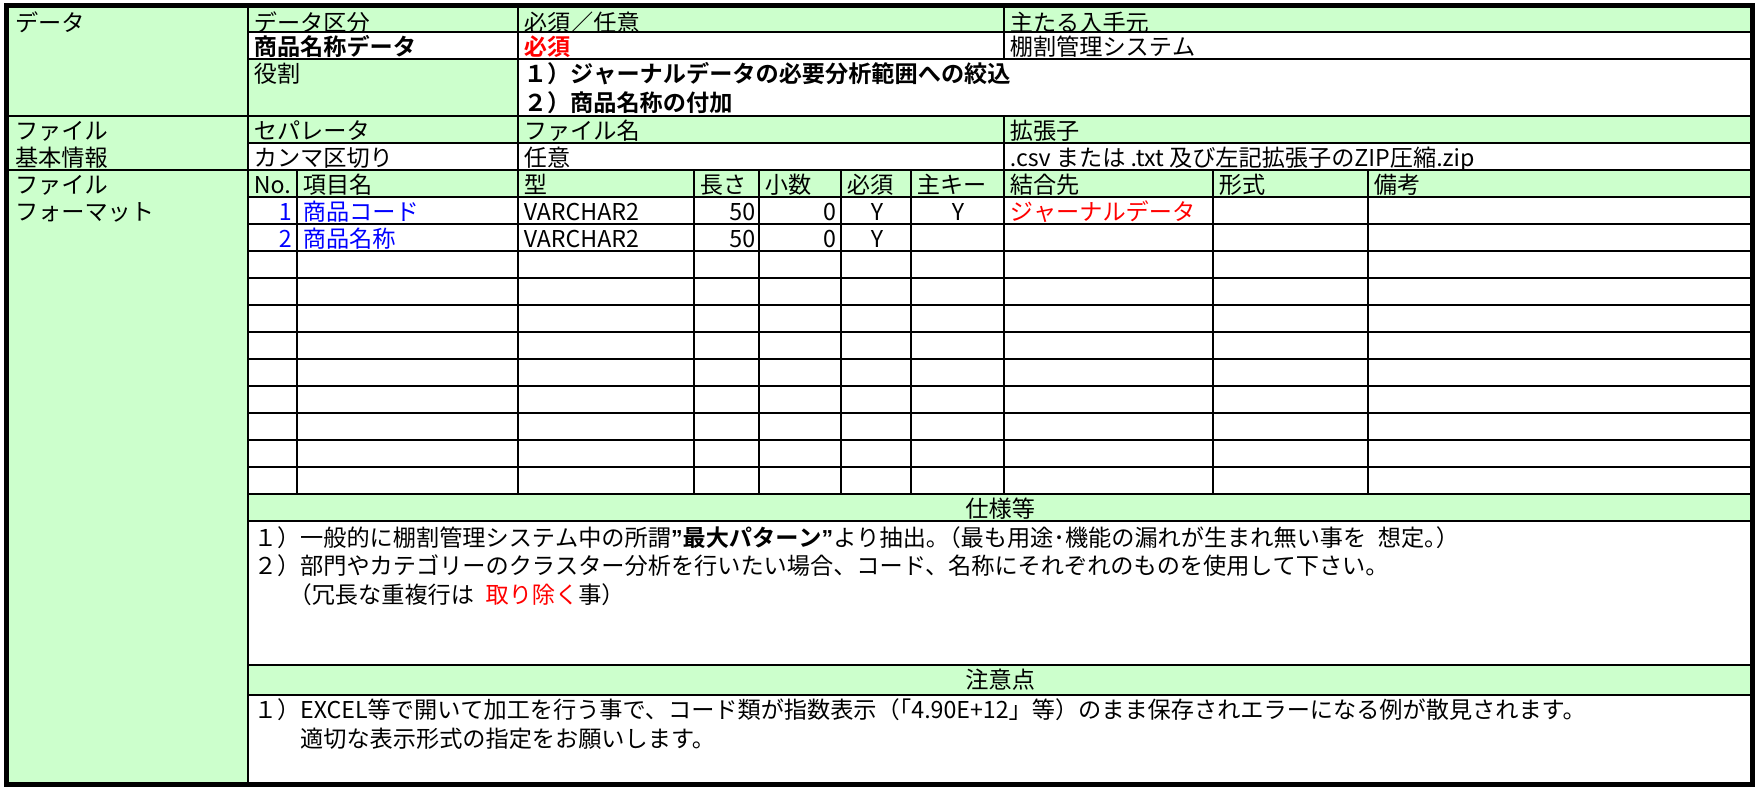 データ データ区分 必須／任意 主たる入手元
商品名称データ 必須 棚割管理システム
役割 １）ジャーナルデータの必要分析範囲への絞込
２）商品名称の付加
ファイル セパレータ ファイル名 拡張子
基本情報 カンマ区切り 任意 .csv または .txt 及び左記拡張子のZIP圧縮.zip
ファイル No. 項目名 型 長さ 小数 必須 主キー 結合先 形式 備考
フォーマット 1 商品コード VARCHAR2 50 0 Y Y ジャーナルデータ
2 商品名称 VARCHAR2 50 0 Y
仕様等
１）一般的に棚割管理システム中の所謂”最大パターン”より抽出。（最も用途･機能の漏れが生まれ無い事を 想定。）
２）部門やカテゴリーのクラスター分析を行いたい場合、コード、名称にそれぞれのものを使用して下さい。
（冗長な重複行は 取り除く事）
注意点
１）EXCEL等で開いて加工を行う事で、コード類が指数表示（「4.90E+12」等）のまま保存されエラーになる例が散見されます。
適切な表示形式の指定をお願いします。